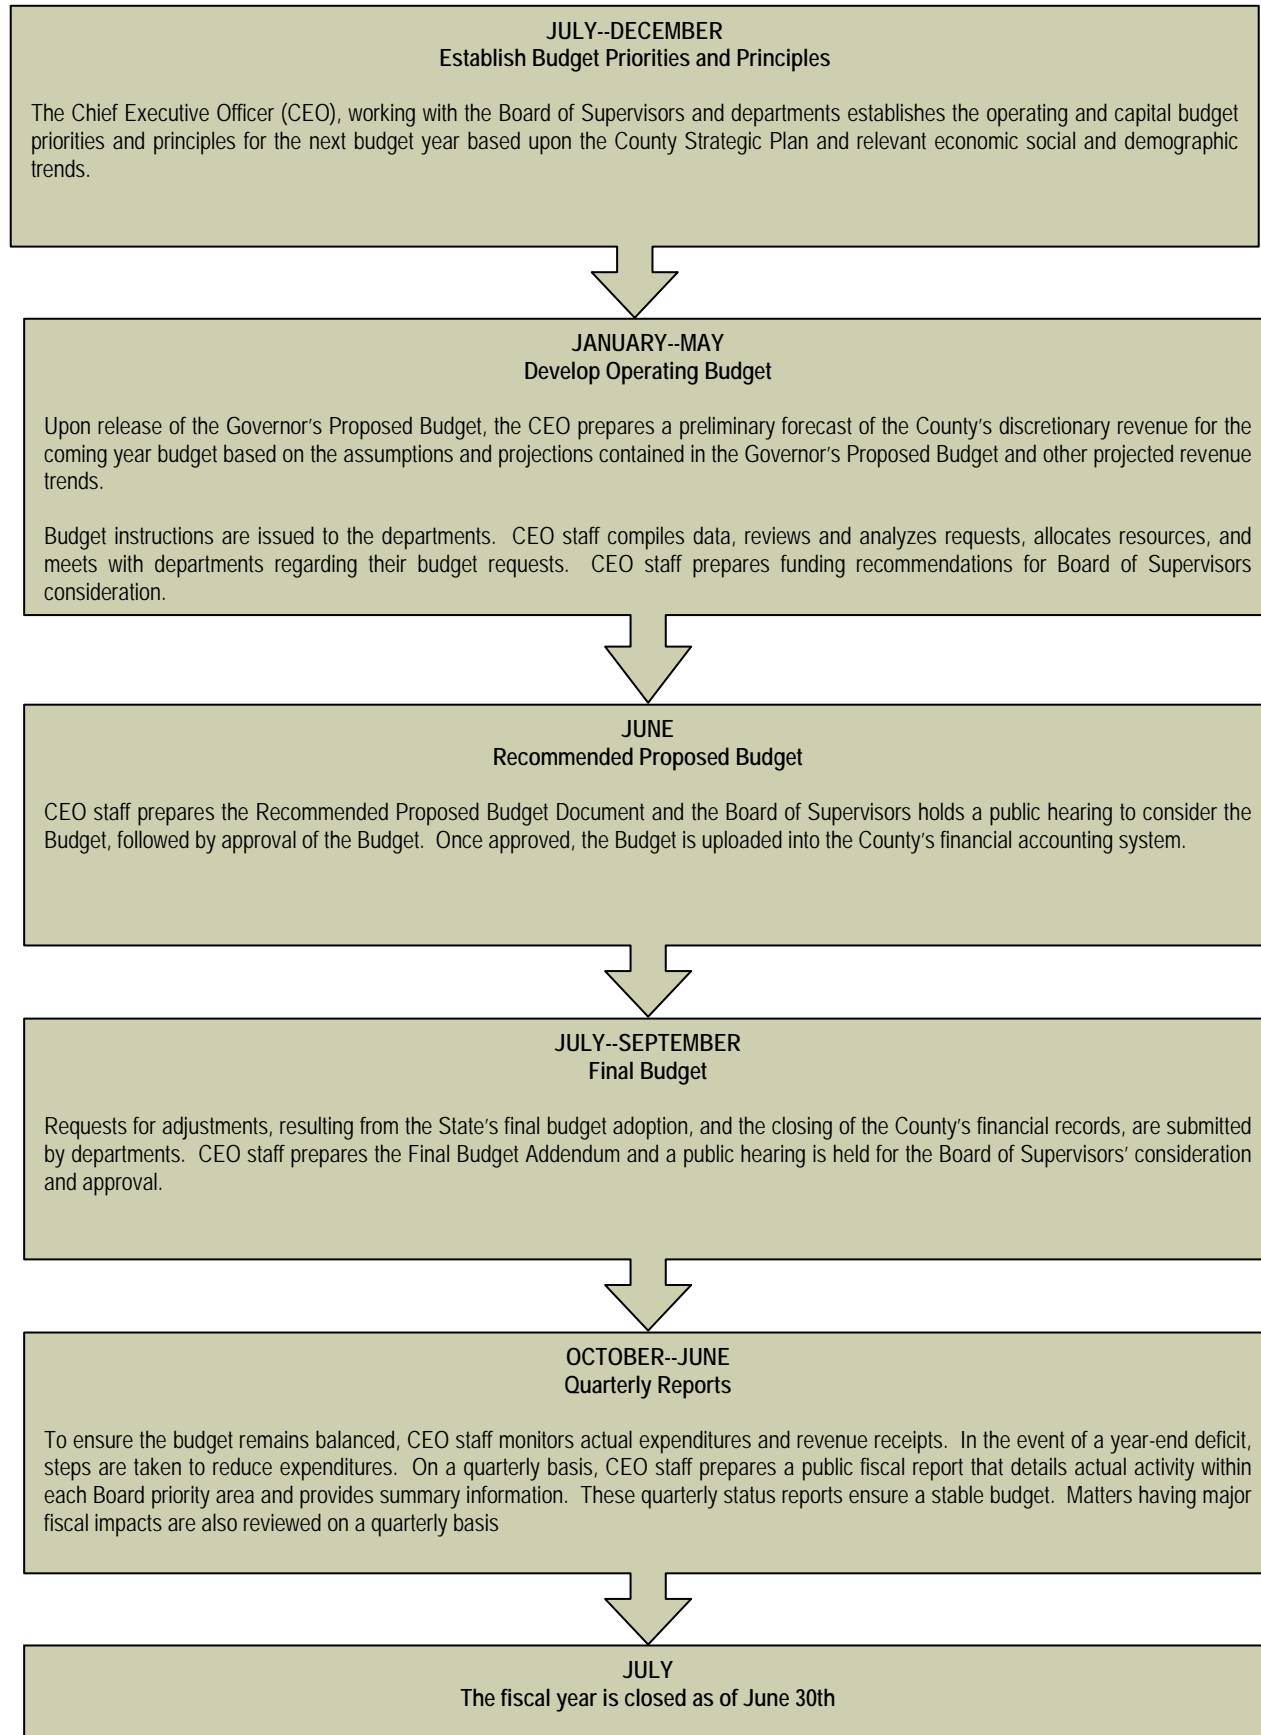 JULY--DECEMBER
Establish Budget Priorities and Principles
The Chief Executive Officer (CEO), working with the Board of Supervisors and departments establishes the operating and capital budget
priorities and principles for the next budget year based upon the County Strategic Plan and relevant economic social and demographic
trends.
JANUARY--MAY
Develop Operating Budget
Upon release of the Governor's Proposed Budget, the CEO prepares a preliminary forecast of the County's discretionary revenue for the
coming year budget based on the assumptions and projections contained in the Governor's Proposed Budget and other projected revenue
trends.
Budget instructions are issued to the departments. CEO staff compiles data, reviews and analyzes requests, allocates resources, and
meets with departments regarding their budget requests. CEO staff prepares funding recommendations for Board of Supervisors
consideration.
JUNE
Recommended Proposed Budget
CEO staff prepares the Recommended Proposed Budget Document and the Board of Supervisors holds a public hearing to consider the
Budget, followed by approval of the Budget. Once approved, the Budget is uploaded into the County's financial accounting system.
JULY--SEPTEMBER
Final Budget
Requests for adjustments, resulting from the State's final budget adoption, and the closing of the County's financial records, are submitted
by departments. CEO staff prepares the Final Budget Addendum and a public hearing is held for the Board of Supervisors' consideration
and approval.
OCTOBER--JUNE
Quarterly Reports
To ensure the budget remains balanced, CEO staff monitors actual expenditures and revenue receipts. In the event of a year-end deficit,
steps are taken to reduce expenditures. On a quarterly basis, CEO staff prepares a public fiscal report that details actual activity within
each Board priority area and provides summary information. These quarterly status reports ensure a stable budget. Matters having major
fiscal impacts are also reviewed on a quarterly basis
JULY
The fiscal year is closed as of June 30th